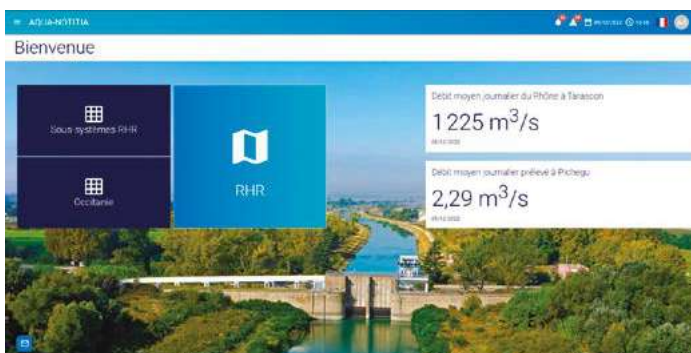 AQUA-NOTITIA
Bienvenue
Sous-systèmes RHR
Occitanie
RHR
Débit moyen journalier du Rhône à Tarascon
1 225 m³/s
Débit moyen journalier prélevé à Pichegu
2,29 m³/s